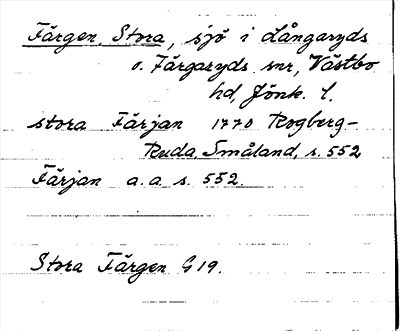 Färgen, Stora, sjö i Långaryds
o. Färgaryds snr, Västbo
hd, Jönk. l.
stora Färjan 1770 Rogberg-
Ruda, Småland, s. 552
Färjan a. a. s. 552.
Stora Färgen G 19.